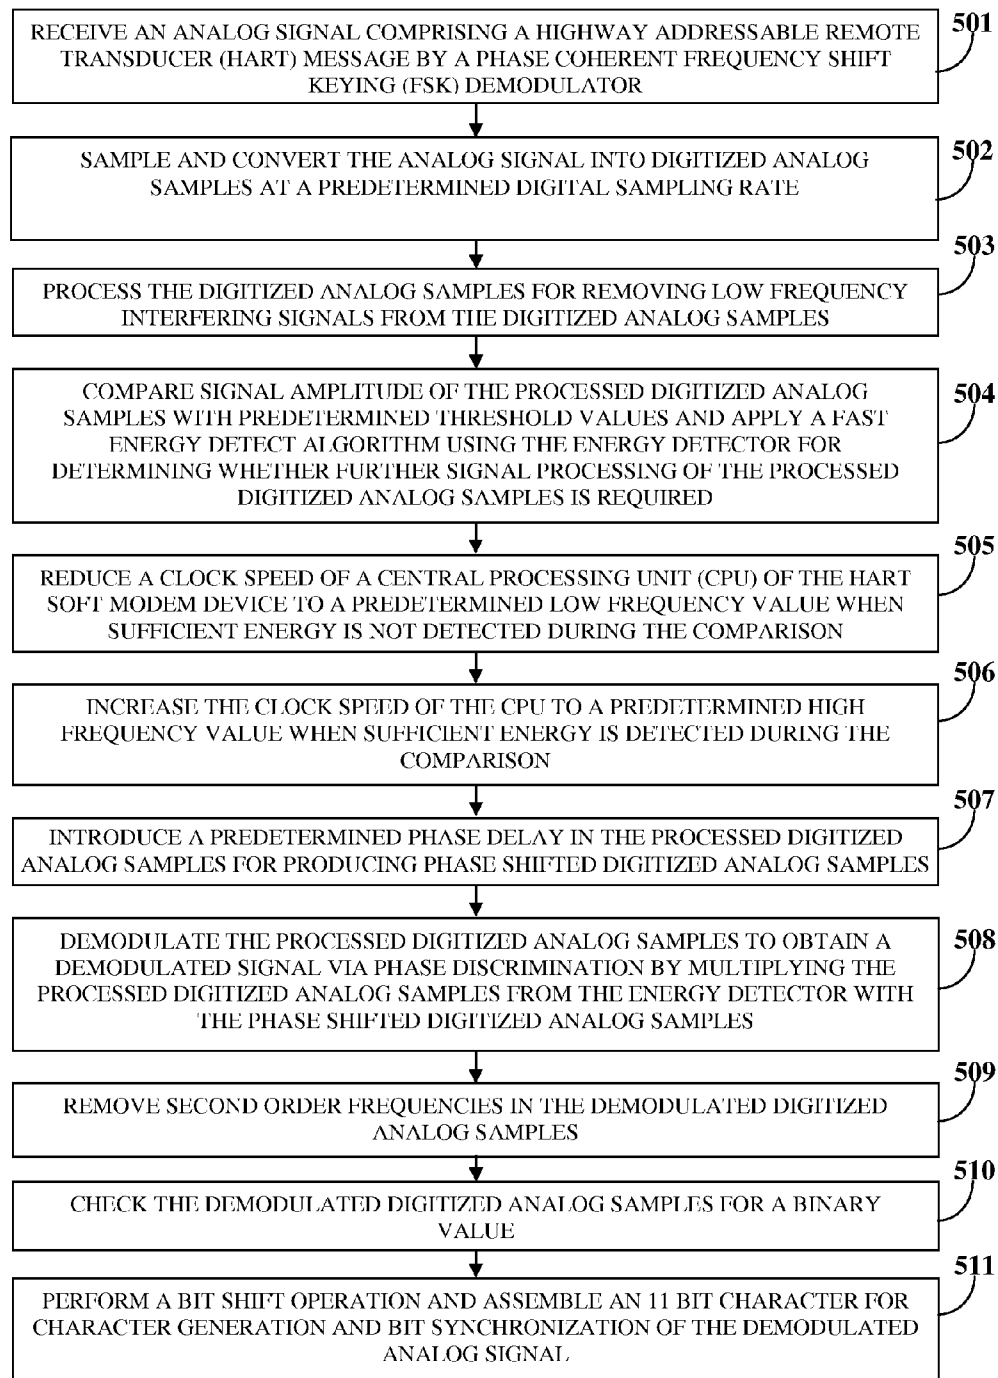 RECEIVE AN ANALOG SIGNAL COMPRISING A HIGHWAY ADDRESSABLE REMOTE
TRANSDUCER (HART) MESSAGE BY A PHASE COHERENT FREQUENCY SHIFT
KEYING (FSK) DEMODULATOR
501
SAMPLE AND CONVERT THE ANALOG SIGNAL INTO DIGITIZED ANALOG
SAMPLES AT A PREDETERMINED DIGITAL SAMPLING RATE
502
PROCESS THE DIGITIZED ANALOG SAMPLES FOR REMOVING LOW FREQUENCY
INTERFERING SIGNALS FROM THE DIGITIZED ANALOG SAMPLES
503
COMPARE SIGNAL AMPLITUDE OF THE PROCESSED DIGITIZED ANALOG
SAMPLES WITH PREDETERMINED THRESHOLD VALUES AND APPLY A FAST
ENERGY DETECT ALGORITHM USING THE ENERGY DETECTOR FOR
DETERMINING WHETHER FURTHER SIGNAL PROCESSING OF THE PROCESSED
DIGITIZED ANALOG SAMPLES IS REQUIRED
504
REDUCE A CLOCK SPEED OF A CENTRAL PROCESSING UNIT (CPU) OF THE HART
SOFT MODEM DEVICE TO A PREDETERMINED LOW FREQUENCY VALUE WHEN
SUFFICIENT ENERGY IS NOT DETECTED DURING THE COMPARISON
505
INCREASE THE CLOCK SPEED OF THE CPU TO A PREDETERMINED HIGH
FREQUENCY VALUE WHEN SUFFICIENT ENERGY IS DETECTED DURING THE
COMPARISON
506
INTRODUCE A PREDETERMINED PHASE DELAY IN THE PROCESSED DIGITIZED
ANALOG SAMPLES FOR PRODUCING PHASE SHIFTED DIGITIZED ANALOG SAMPLES
507
DEMODULATE THE PROCESSED DIGITIZED ANALOG SAMPLES TO OBTAIN A
DEMODULATED SIGNAL VIA PHASE DISCRIMINATION BY MULTIPLYING THE
PROCESSED DIGITIZED ANALOG SAMPLES FROM THE ENERGY DETECTOR WITH
THE PHASE SHIFTED DIGITIZED ANALOG SAMPLES
508
REMOVE SECOND ORDER FREQUENCIES IN THE DEMODULATED DIGITIZED
ANALOG SAMPLES
509
CHECK THE DEMODULATED DIGITIZED ANALOG SAMPLES FOR A BINARY
VALUE
510
PERFORM A BIT SHIFT OPERATION AND ASSEMBLE AN 11 BIT CHARACTER FOR
CHARACTER GENERATION AND BIT SYNCHRONIZATION OF THE DEMODULATED
ANALOG SIGNAL
511